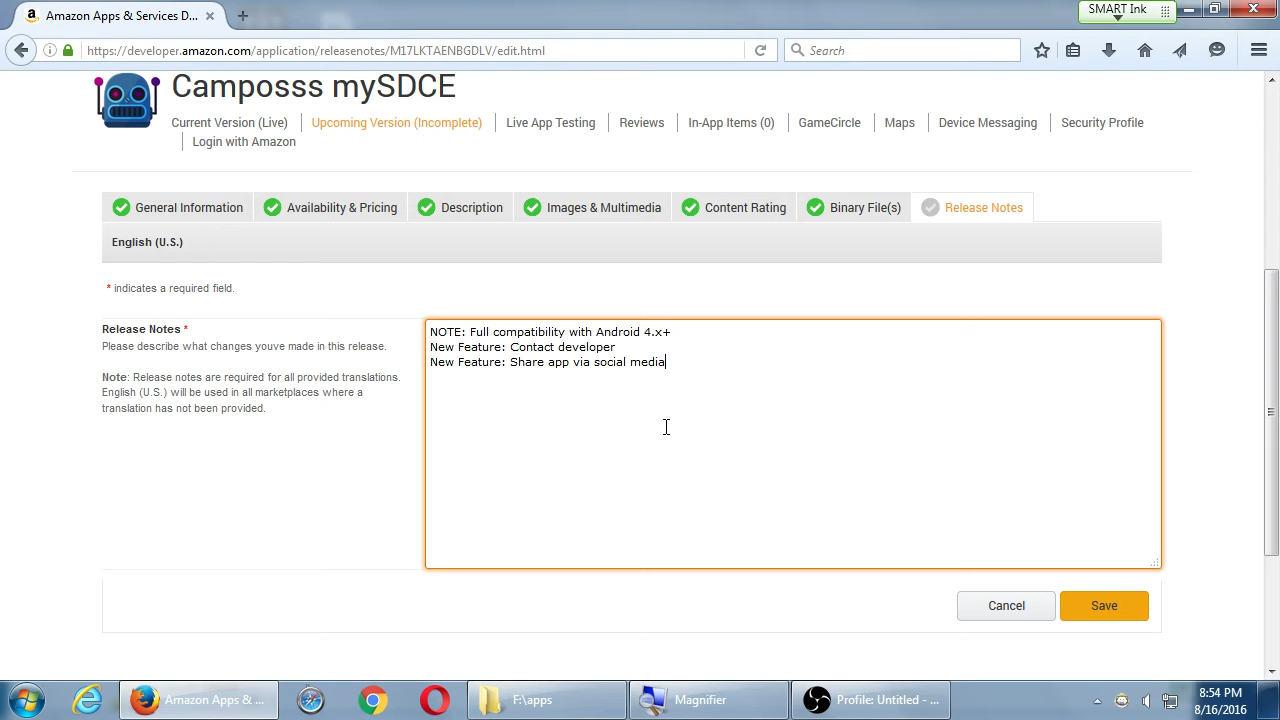 Amazon Apps & Services D...
SMART Ink
https://developer.amazon.com/application/releasenotes/M17LKTAENBGDLV/edit.html
Search
Camposss mySDCE
Current Version (Live)
Upcoming Version (Incomplete)
Live App Testing
Reviews
In-App Items (0)
GameCircle
Maps
Device Messaging
Security Profile
Login with Amazon
General Information
Availability & Pricing
Description
Images & Multimedia
Content Rating
Binary File(s)
Release Notes
English (U.S.)
* indicates a required field.
Release Notes *
Please describe what changes youve made in this release.
Note: Release notes are required for all provided translations.
English (U.S.) will be used in all marketplaces where a
translation has not been provided.
NOTE: Full compatibility with Android 4.x+
New Feature: Contact developer
New Feature: Share app via social media
Cancel
Save
Amazon Apps & ...
F:\apps
Magnifier
Profile: Untitled - ...
8:54 PM
8/16/2016